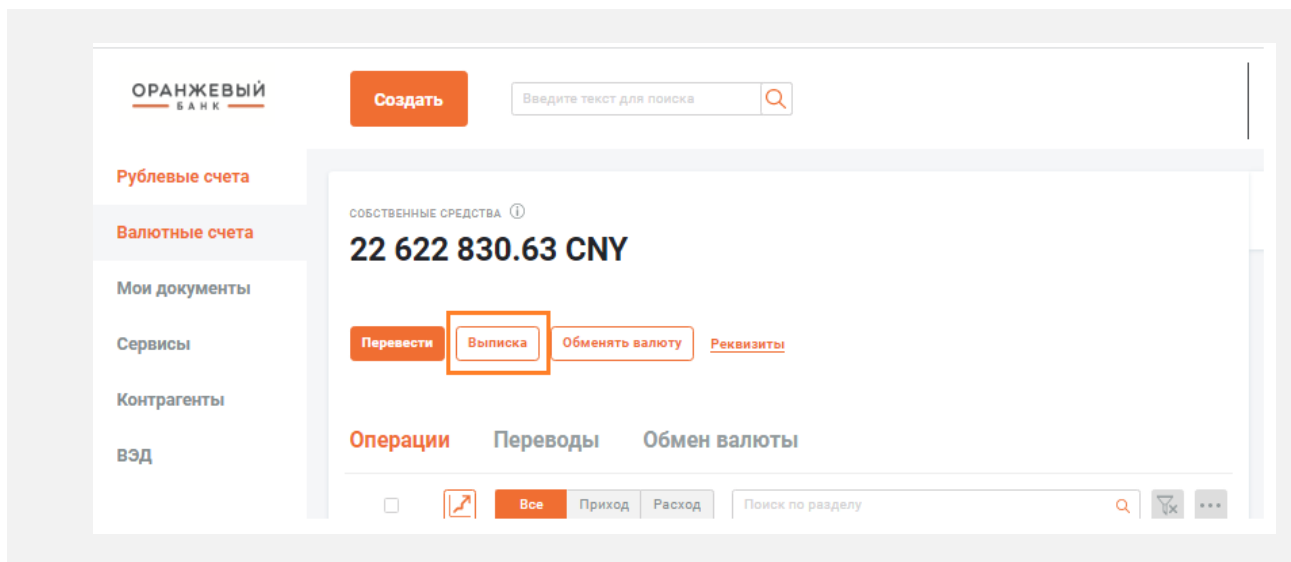 ОРАНЖЕВЫЙ
БАНК
Создать
Введите текст для поиска
Рублевые счета
Валютные счета
Мои документы
Сервисы
Контрагенты
ВЭД
СОБСТВЕННЫЕ СРЕДСТВА
22 622 830.63 CNY
Перевести Выписка Обменять валюту Реквизиты
Операции Переводы Обмен валюты
Все Приход Расход Поиск по разделу